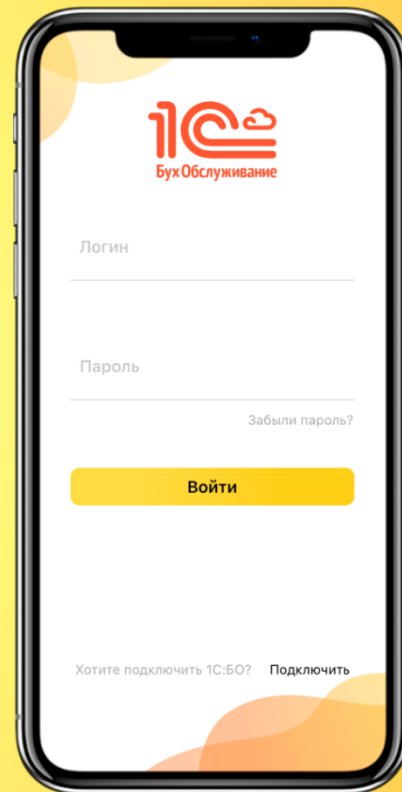 1С
БухОбслуживание
Логин
Пароль
Забыли пароль?
Войти
Хотите подключить 1С:БО? Подключить